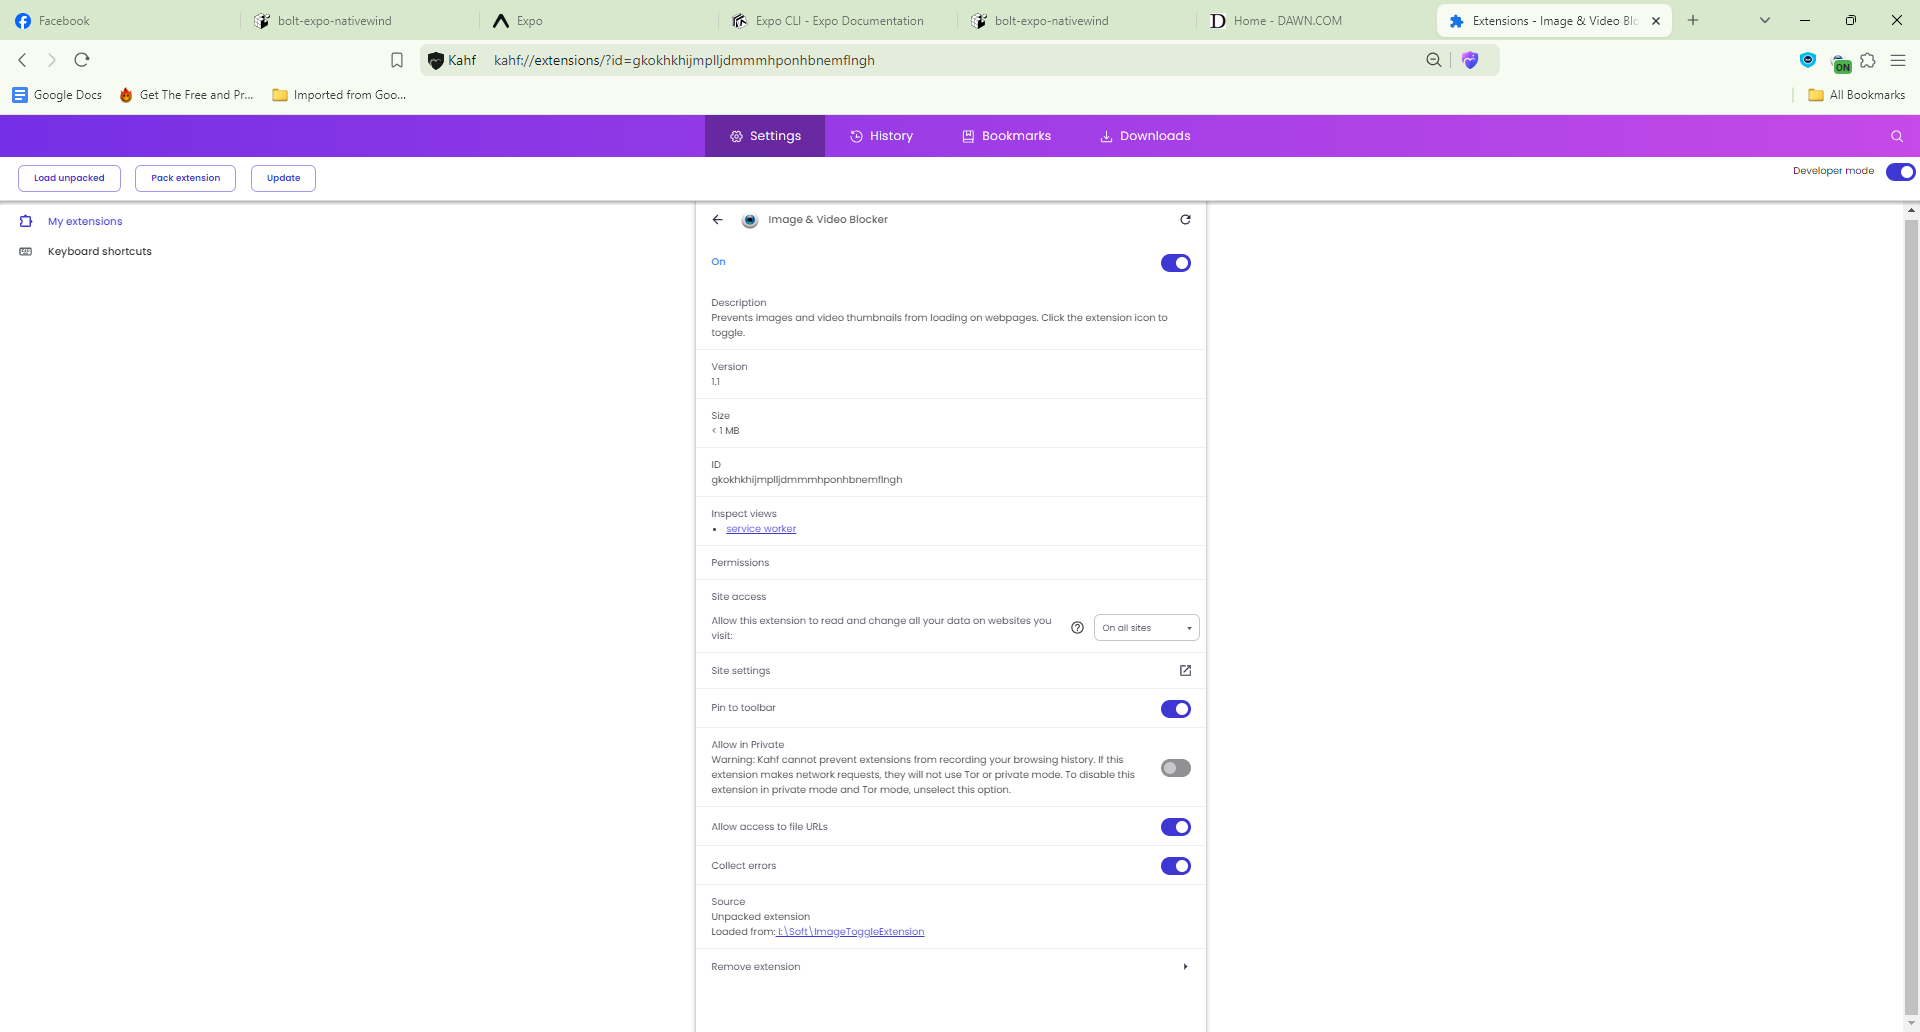 Facebook
bolt-expo-nativewind
Expo
Expo CLI - Expo Documentation
bolt-expo-nativewind
Home - DAWN.COM
Extensions - Image & Video Blo
Kahf
kahf://extensions/?id=gkokhkhijmplljdmmmhponhbnemflngh
ON
Google Docs
Get The Free and Pr...
Imported from Goo...
All Bookmarks
Settings
History
Bookmarks
Downloads
Load unpacked
Pack extension
Update
Developer mode
My extensions
Keyboard shortcuts
Image & Video Blocker
On
Description
Prevents images and video thumbnails from loading on webpages. Click the extension icon to
toggle.
Version
1.1
Size
< 1 MB
ID
gkokhkhijmplljdmmmhponhbnemflngh
Inspect views
• service worker
Permissions
Site access
Allow this extension to read and change all your data on websites you
visit:
On all sites
Site settings
Pin to toolbar
Allow in Private
Warning: Kahf cannot prevent extensions from recording your browsing history. If this
extension makes network requests, they will not use Tor or private mode. To disable this
extension in private mode and Tor mode, unselect this option.
Allow access to file URLs
Collect errors
Source
Unpacked extension
Loaded from: I:\Soft\ImageToggleExtension
Remove extension